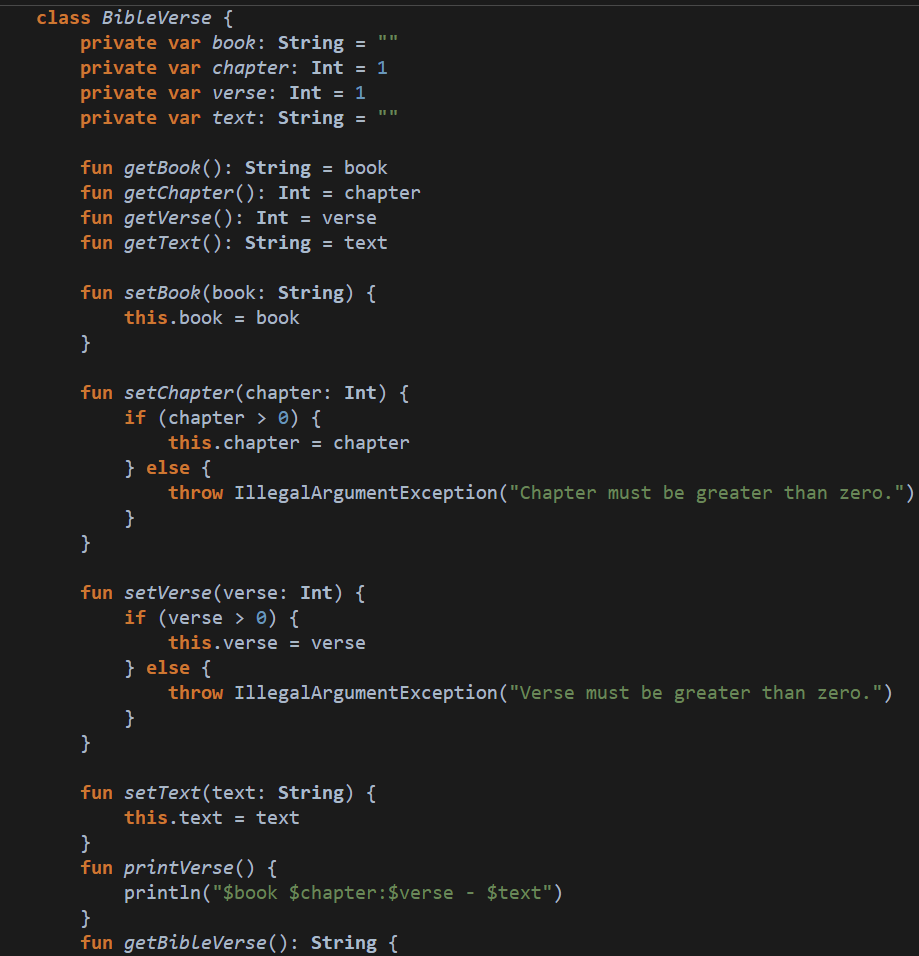 class BibleVerse {
    private var book: String = ""
    private var chapter: Int = 1
    private var verse: Int = 1
    private var text: String = ""

    fun getBook(): String = book
    fun getChapter(): Int = chapter
    fun getVerse(): Int = verse
    fun getText(): String = text

    fun setBook(book: String) {
        this.book = book
    }

    fun setChapter(chapter: Int) {
        if (chapter > 0) {
            this.chapter = chapter
        } else {
            throw IllegalArgumentException("Chapter must be greater than zero.")
        }
    }

    fun setVerse(verse: Int) {
        if (verse > 0) {
            this.verse = verse
        } else {
            throw IllegalArgumentException("Verse must be greater than zero.")
        }
    }

    fun setText(text: String) {
        this.text = text
    }
    fun printVerse() {
        println("$book $chapter:$verse - $text")
    }
    fun getBibleVerse(): String {